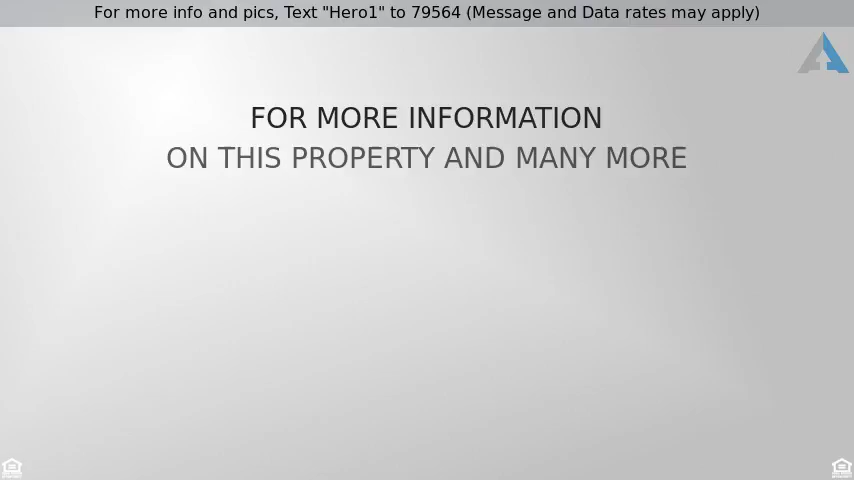 For more info and pics, Text "Hero1" to 79564 (Message and Data rates may apply)
FOR MORE INFORMATION
ON THIS PROPERTY AND MANY MORE